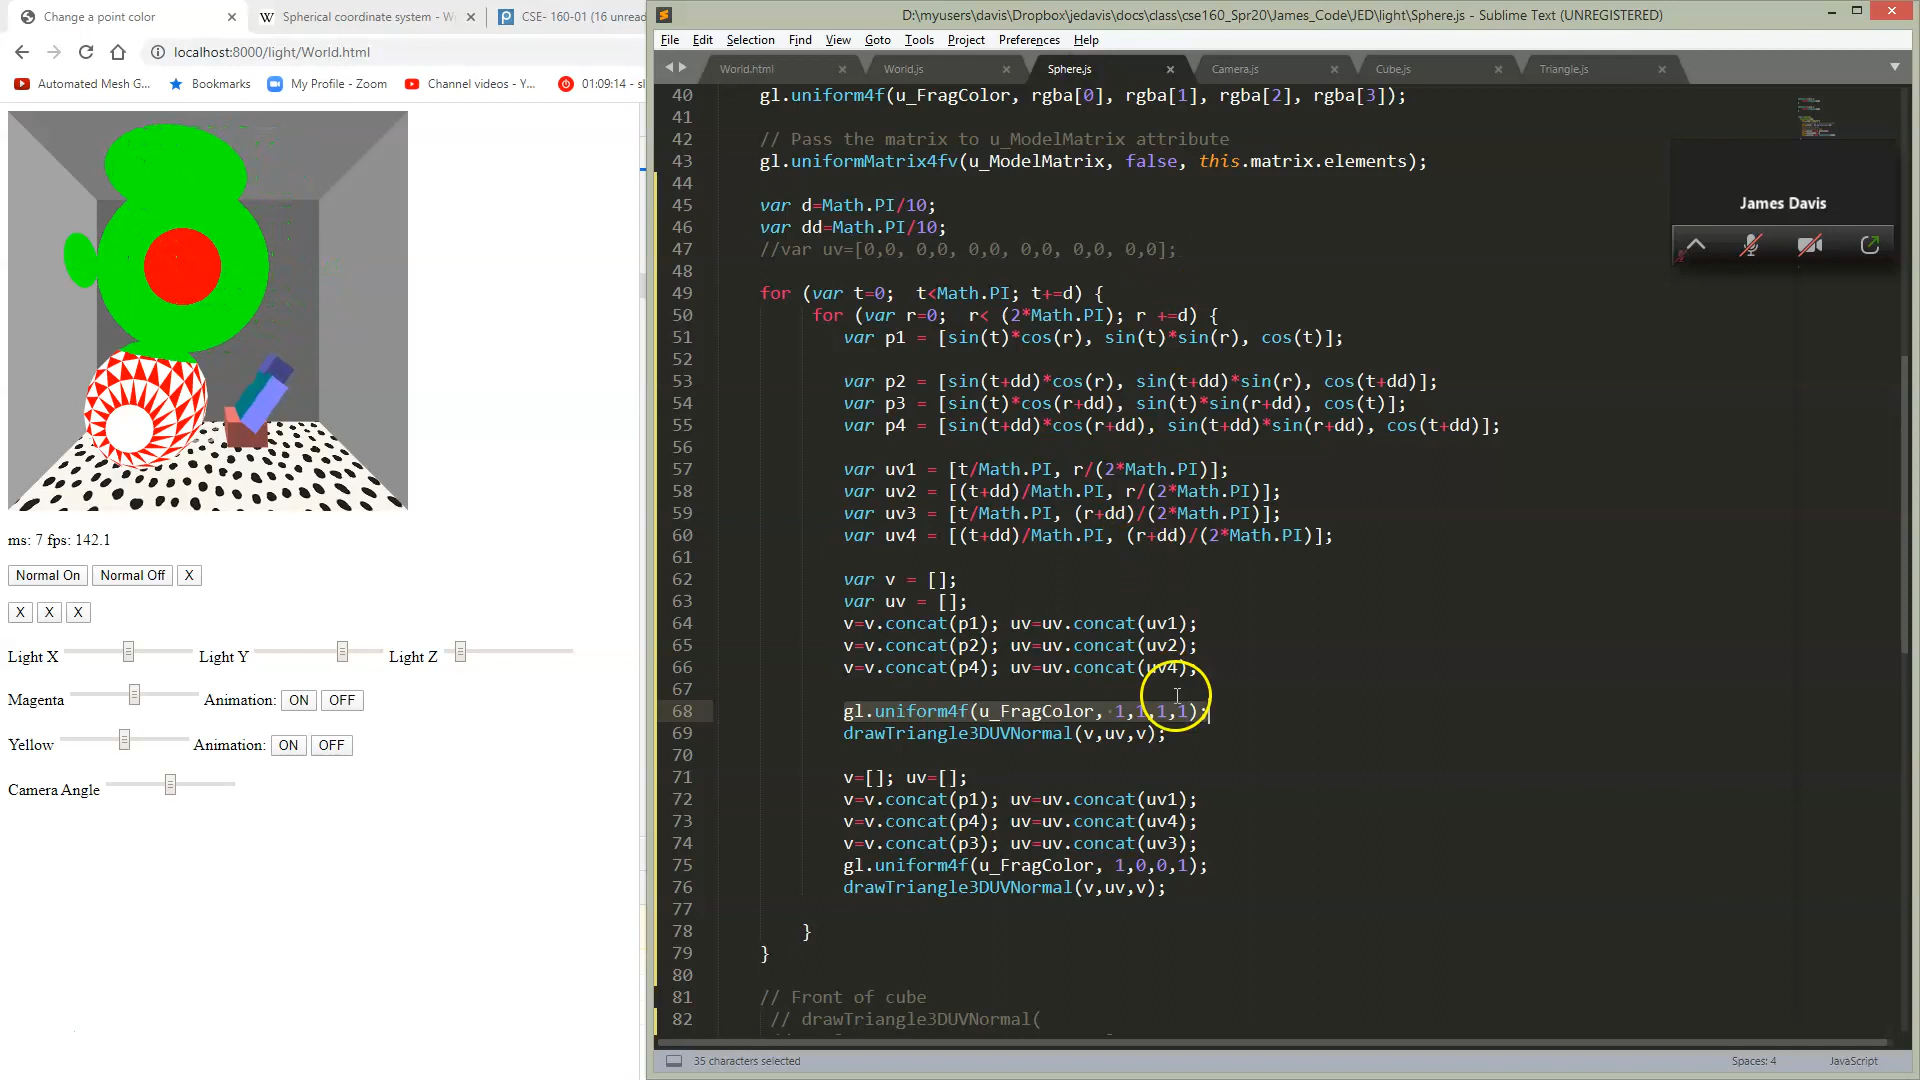 Change a point color
Spherical coordinate system - W
CSE- 160-01 (16 unread
localhost:8000/light/World.html
Automated Mesh G...
Bookmarks
My Profile - Zoom
Channel videos - Y...
01:09:14 - sl
ms: 7 fps: 142.1
Normal On Normal Off X
X X X
Light X Light Y Light Z
Magenta Animation: ON OFF
Yellow Animation: ON OFF
Camera Angle
D:\myusers\davis\Dropbox\jedavis\docs\class\cse160_Spr20\James_Code\JED\light\Sphere.js - Sublime Text (UNREGISTERED)
File Edit Selection Find View Goto Tools Project Preferences Help
World.html World.js Sphere.js Camera.js Cube.js Triangle.js
40 gl.uniform4f(u_FragColor, rgba[0], rgba[1], rgba[2], rgba[3]);
41
42 // Pass the matrix to u_ModelMatrix attribute
43 gl.uniformMatrix4fv(u_ModelMatrix, false, this.matrix.elements);
44
45 var d=Math.PI/10;
46 var dd=Math.PI/10;
47 //var uv=[0,0, 0,0, 0,0, 0,0, 0,0, 0,0];
48
49 for (var t=0; t<Math.PI; t+=d) {
50 for (var r=0; r< (2*Math.PI); r +=d) {
51 var p1 = [sin(t)*cos(r), sin(t)*sin(r), cos(t)];
52
53 var p2 = [sin(t+dd)*cos(r), sin(t+dd)*sin(r), cos(t+dd)];
54 var p3 = [sin(t)*cos(r+dd), sin(t)*sin(r+dd), cos(t)];
55 var p4 = [sin(t+dd)*cos(r+dd), sin(t+dd)*sin(r+dd), cos(t+dd)];
56
57 var uv1 = [t/Math.PI, r/(2*Math.PI)];
58 var uv2 = [(t+dd)/Math.PI, r/(2*Math.PI)];
59 var uv3 = [t/Math.PI, (r+dd)/(2*Math.PI)];
60 var uv4 = [(t+dd)/Math.PI, (r+dd)/(2*Math.PI)];
61
62 var v = [];
63 var uv = [];
64 v=v.concat(p1); uv=uv.concat(uv1);
65 v=v.concat(p2); uv=uv.concat(uv2);
66 v=v.concat(p4); uv=uv.concat(uv4);
67
68 gl.uniform4f(u_FragColor, 1,1,1,1);
69 drawTriangle3DUVNormal(v,uv,v);
70
71 v=[]; uv=[];
72 v=v.concat(p1); uv=uv.concat(uv1);
73 v=v.concat(p4); uv=uv.concat(uv4);
74 v=v.concat(p3); uv=uv.concat(uv3);
75 gl.uniform4f(u_FragColor, 1,0,0,1);
76 drawTriangle3DUVNormal(v,uv,v);
77
78 }
79 }
80
81 // Front of cube
82 // drawTriangle3DUVNormal(
James Davis
35 characters selected
Spaces: 4
JavaScript